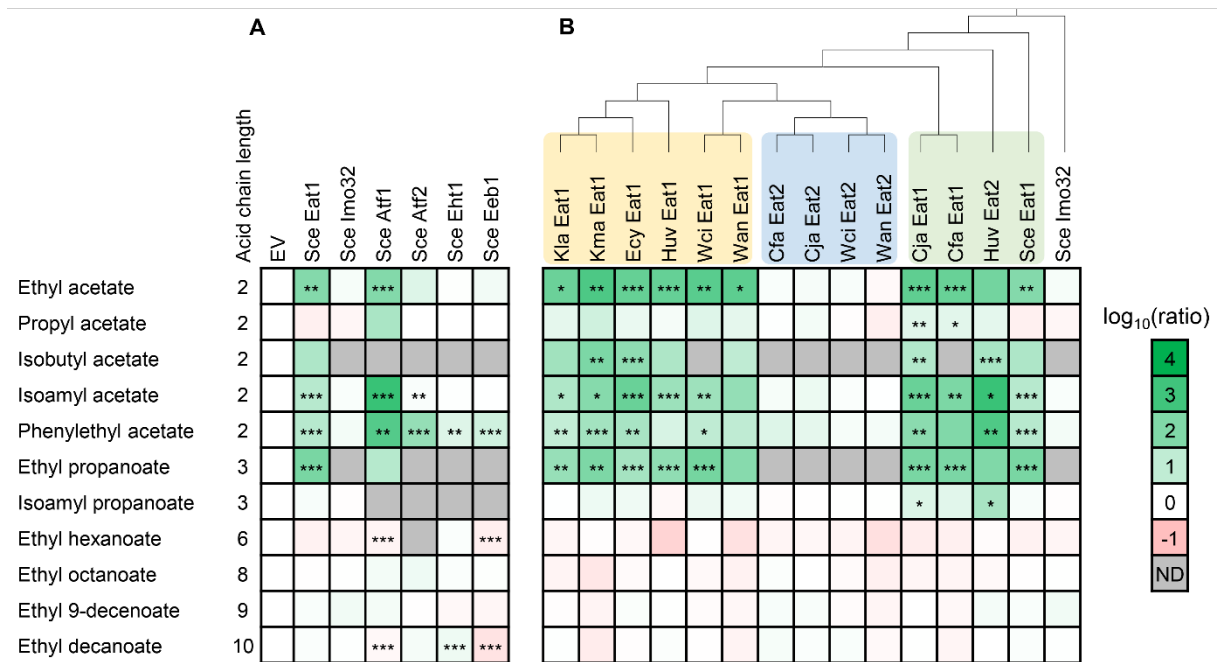 A
B
Acid chain length
EV
Sce Eat1
Sce Imo32
Sce Atf1
Sce Atf2
Sce Eht1
Sce Eeb1
Kla Eat1
Kma Eat1
Ecy Eat1
Huv Eat1
Wci Eat1
Wan Eat1
Cfa Eat2
Cja Eat2
Wci Eat2
Wan Eat2
Cja Eat1
Cfa Eat1
Huv Eat2
Sce Eat1
Sce Imo32
Ethyl acetate 2 ** *** * ** *** *** ** * *** *** **
Propyl acetate 2 ** *
Isobutyl acetate 2 ** *** ** ***
Isoamyl acetate 2 *** *** ** * * *** *** ** *** ** * ***
Phenylethyl acetate 2 *** ** *** ** *** ** *** ** * ** ** ***
Ethyl propanoate 3 *** ** ** *** *** *** *** *** ***
Isoamyl propanoate 3 * *
Ethyl hexanoate 6 *** ***
Ethyl octanoate 8
Ethyl 9-decenoate 9
Ethyl decanoate 10 *** *** ***
log10(ratio)
4
3
2
1
0
-1
ND